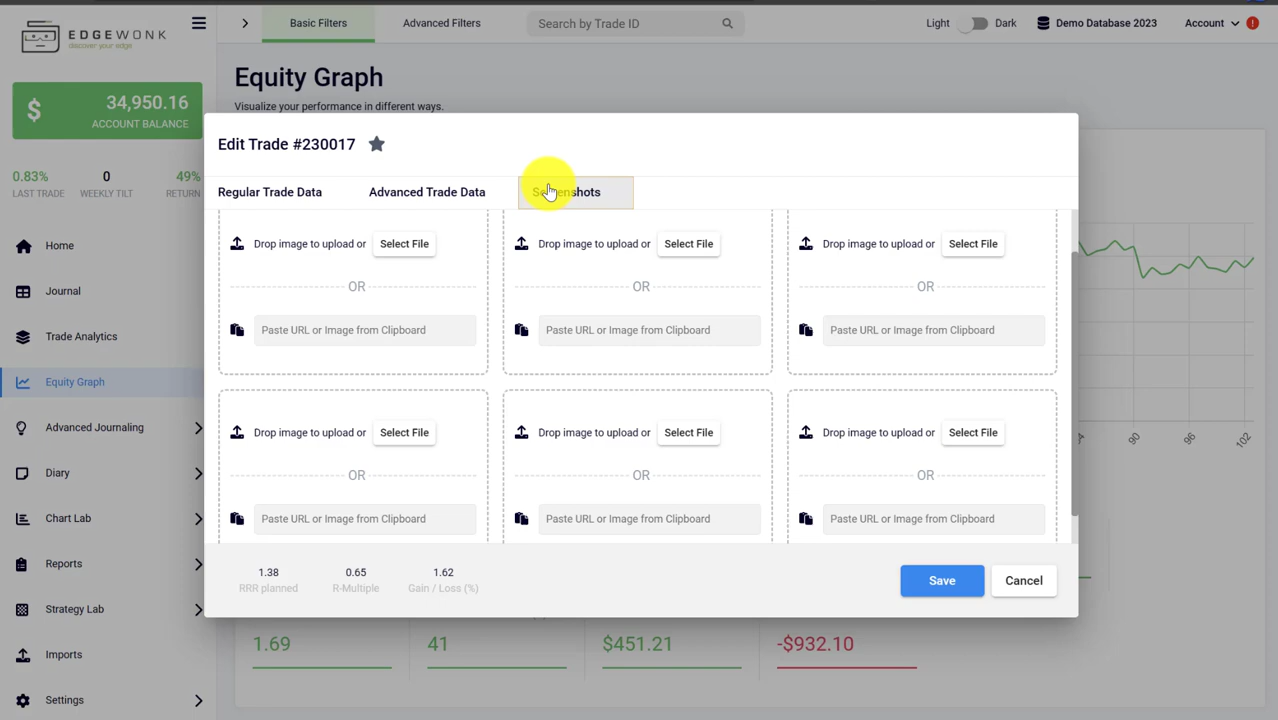 EDGEWONK
discover your edge
Basic Filters
Advanced Filters
Search by Trade ID
Light
Dark
Demo Database 2023
Account
!
Equity Graph
Visualize your performance in different ways.
$
34,950.16
ACCOUNT BALANCE
0.83%
LAST TRADE
0
WEEKLY TILT
49%
RETURN
Home
Journal
Trade Analytics
Equity Graph
Advanced Journaling
Diary
Chart Lab
Reports
Strategy Lab
Imports
Settings
Edit Trade #230017
Regular Trade Data
Advanced Trade Data
Screenshots
Drop image to upload or
Select File
Drop image to upload or
Select File
Drop image to upload or
Select File
OR
OR
OR
Paste URL or Image from Clipboard
Paste URL or Image from Clipboard
Paste URL or Image from Clipboard
Drop image to upload or
Select File
Drop image to upload or
Select File
Drop image to upload or
Select File
OR
OR
OR
Paste URL or Image from Clipboard
Paste URL or Image from Clipboard
Paste URL or Image from Clipboard
1.38
RRR planned
0.65
R-Multiple
1.62
Gain / Loss (%)
Save
Cancel
90
96
102
1.69
41
$451.21
-$932.10